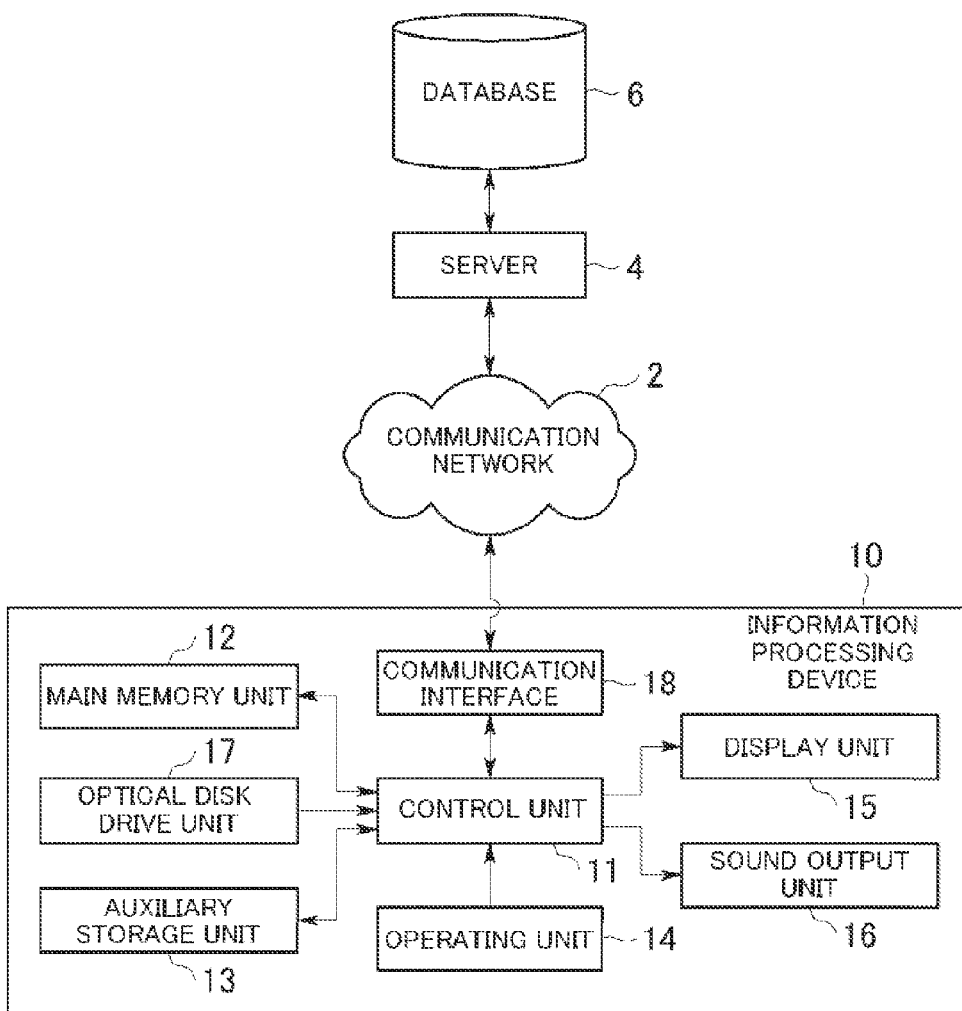 DATABASE
6
SERVER
4
2
COMMUNICATION
NETWORK
10
INFORMATION
PROCESSING
DEVICE
12
MAIN MEMORY UNIT
COMMUNICATION
INTERFACE
18
17
OPTICAL DISK
DRIVE UNIT
CONTROL UNIT
11
DISPLAY UNIT
15
AUXILIARY
STORAGE UNIT
13
OPERATING UNIT
14
SOUND OUTPUT
UNIT
16